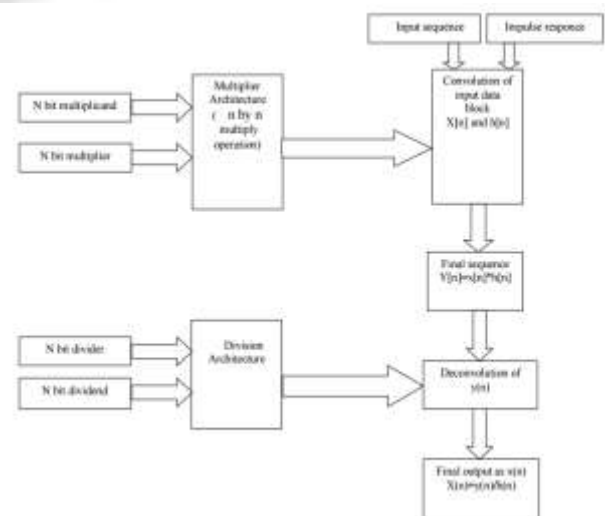 Input sequence
Impulse responce
Multiplier
Architecture
( n by n
multiply
operation)
Convolution of
input data
block
X[n] and h[n]
N bit multiplicand
N bit multiplier
Final sequence
Y[n]=x[n]*h[n]
N bit divider
N bit dividend
Division
Architecture
Deconvolution of
y(n)
Final output as
X(n)=y(n)/h(n)